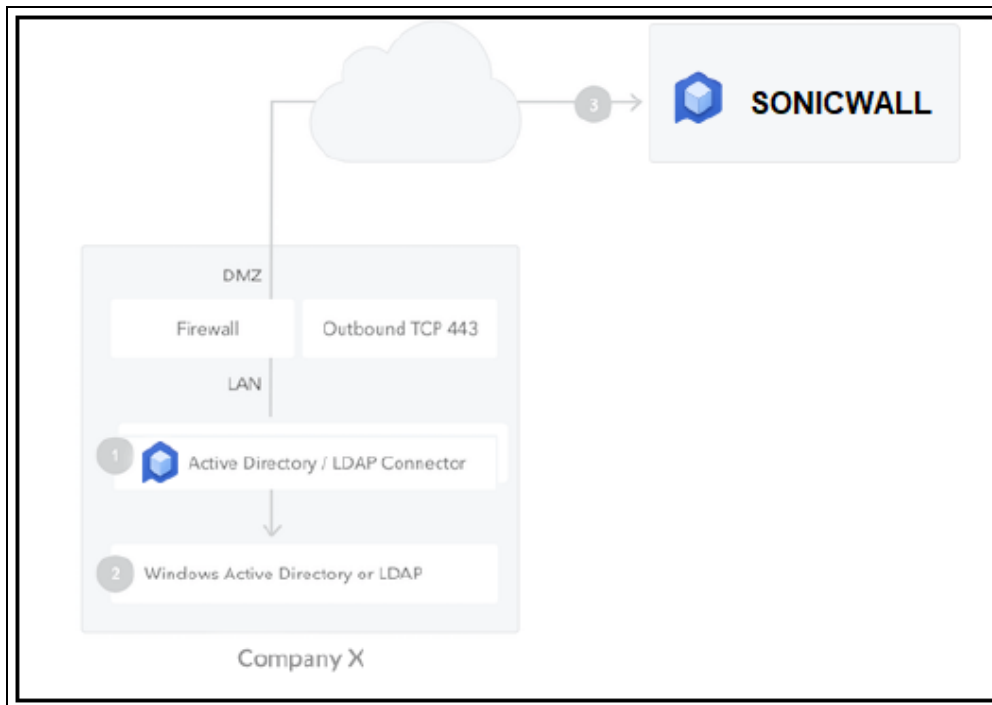 3
SONICWALL
DMZ
Firewall
Outbound TCP 443
LAN
1
Active Directory / LDAP Connector
2
Windows Active Directory or LDAP
Company X